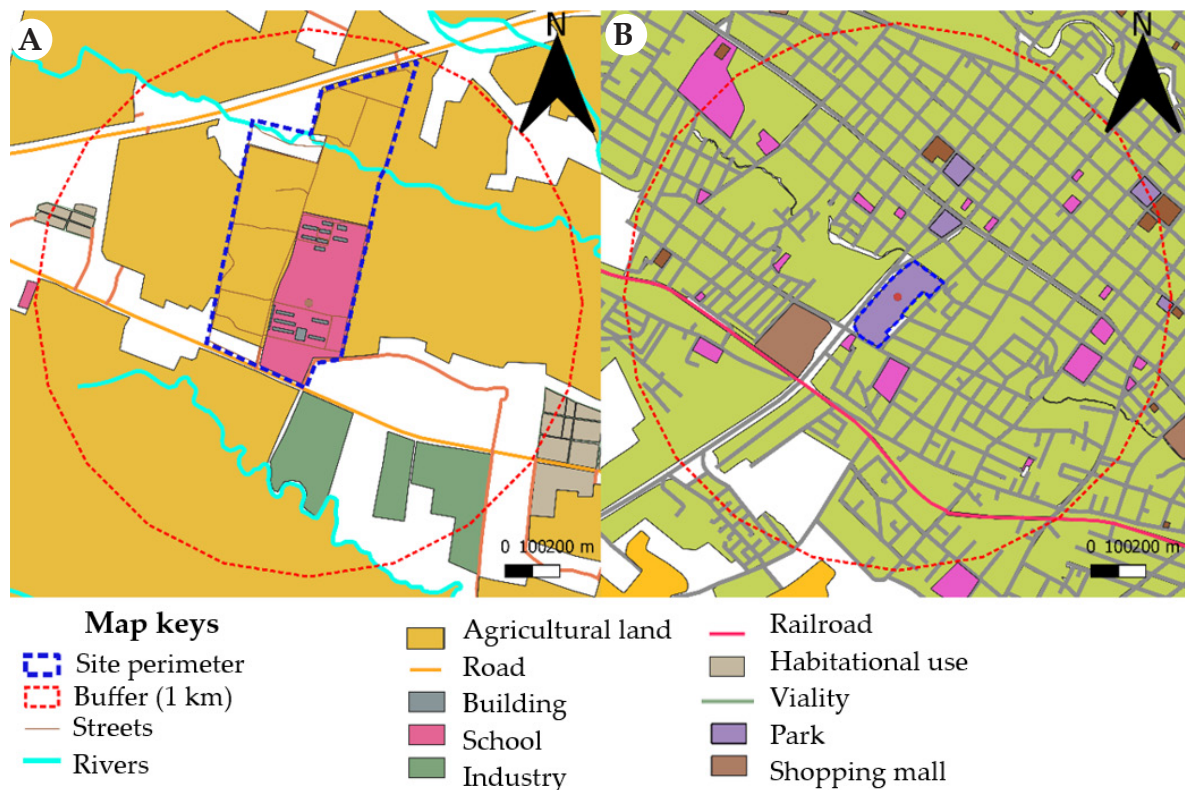 A
N
B
N
0 100200 m
0 100200 m
Map keys
Site perimeter
Buffer (1 km)
Streets
Rivers
Agricultural land
Road
Building
School
Industry
Railroad
Habitational use
Viality
Park
Shopping mall